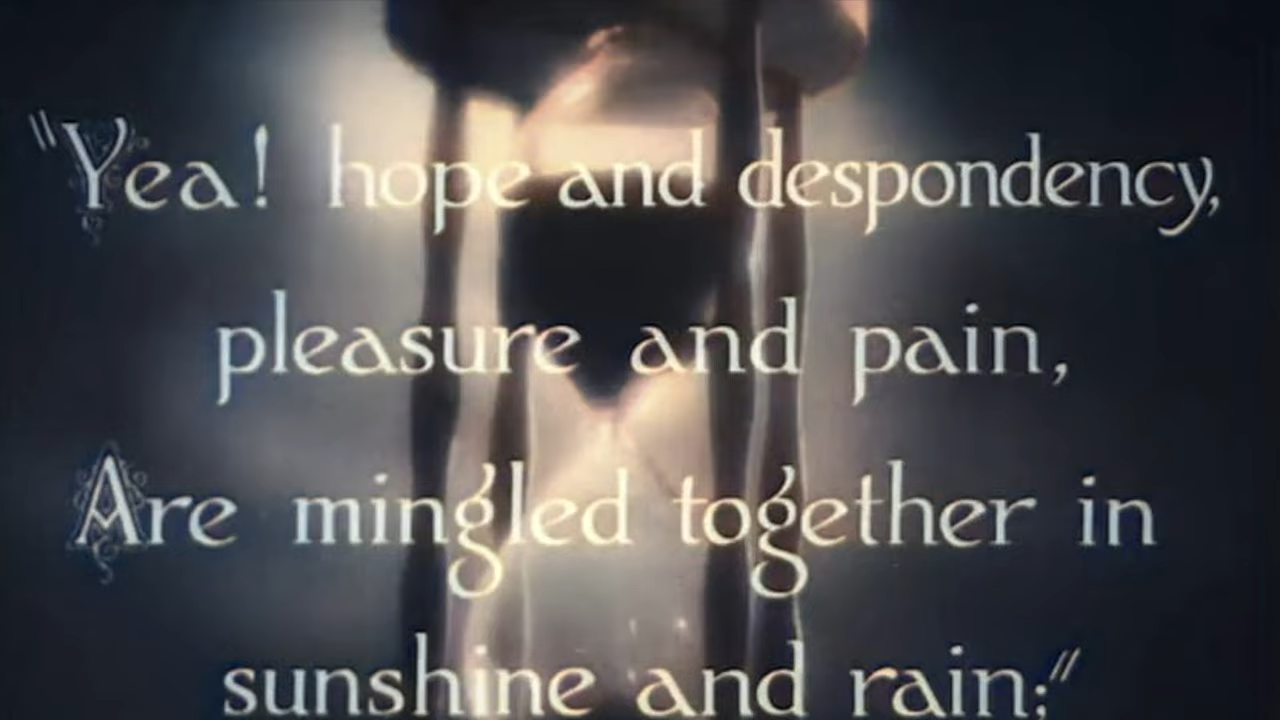 "Yea! hope and despondency,
pleasure and pain,
Are mingled together in
sunshine and rain;"